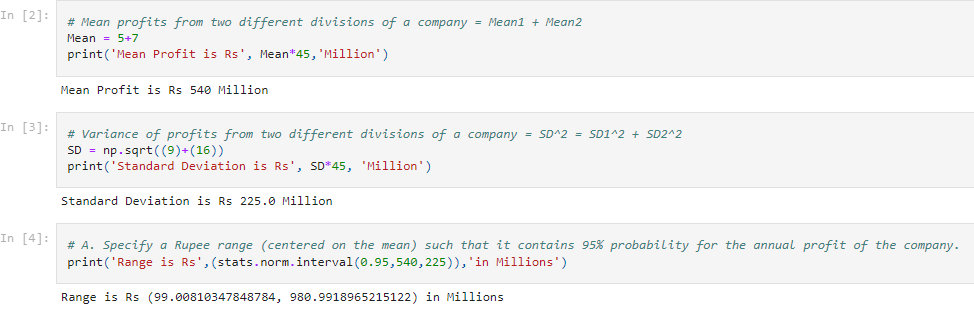 In [2]:
# Mean profits from two different divisions of a company = Mean1 + Mean2
Mean = 5+7
print('Mean Profit is Rs', Mean*45,'Million')
Mean Profit is Rs 540 Million
In [3]:
# Variance of profits from two different divisions of a company = SD^2 = SD1^2 + SD2^2
SD = np.sqrt((9)+(16))
print('Standard Deviation is Rs', SD*45, 'Million')
Standard Deviation is Rs 225.0 Million
In [4]:
# A. Specify a Rupee range (centered on the mean) such that it contains 95% probability for the annual profit of the company.
print('Range is Rs',(stats.norm.interval(0.95,540,225)),'in Millions')
Range is Rs (99.00810347848784, 980.9918965215122) in Millions